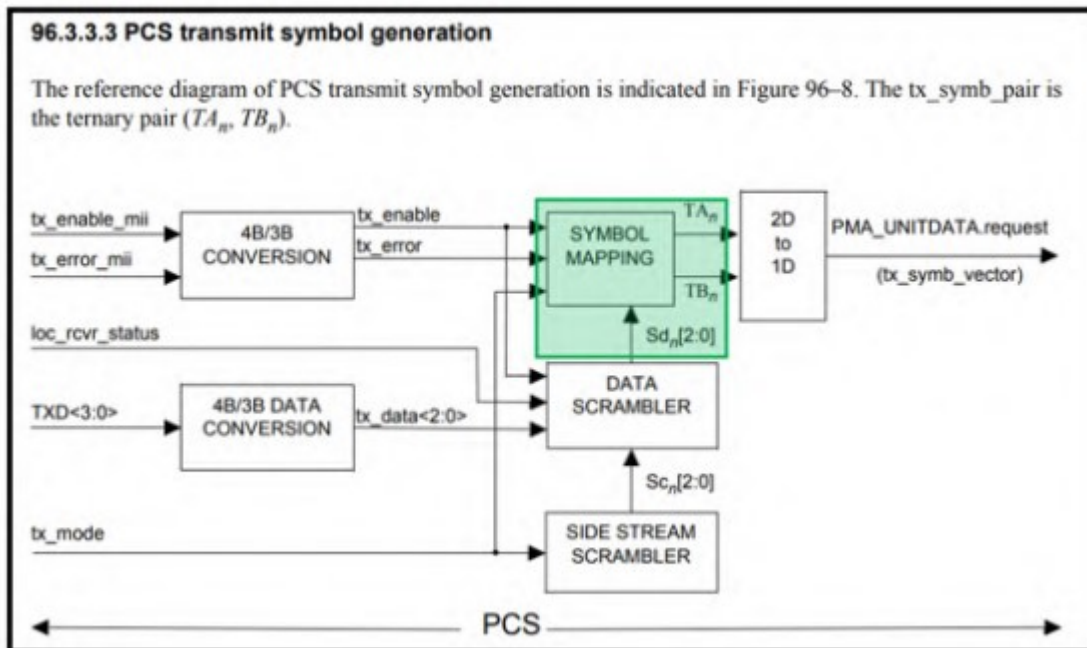 96.3.3.3 PCS transmit symbol generation
The reference diagram of PCS transmit symbol generation is indicated in Figure 96–8. The tx_symb_pair is
the ternary pair (TAn, TBn).
tx_enable_mii
tx_error_mii
4B/3B
CONVERSION
tx_enable
tx_error
SYMBOL
MAPPING
TAn
TBn
2D
to
1D
PMA_UNITDATA.request
(tx_symb_vector)
Sdn[2:0]
loc_rcvr_status
TXD<3:0>
4B/3B DATA
CONVERSION
tx_data<2:0>
DATA
SCRAMBLER
Scn[2:0]
tx_mode
SIDE STREAM
SCRAMBLER
PCS